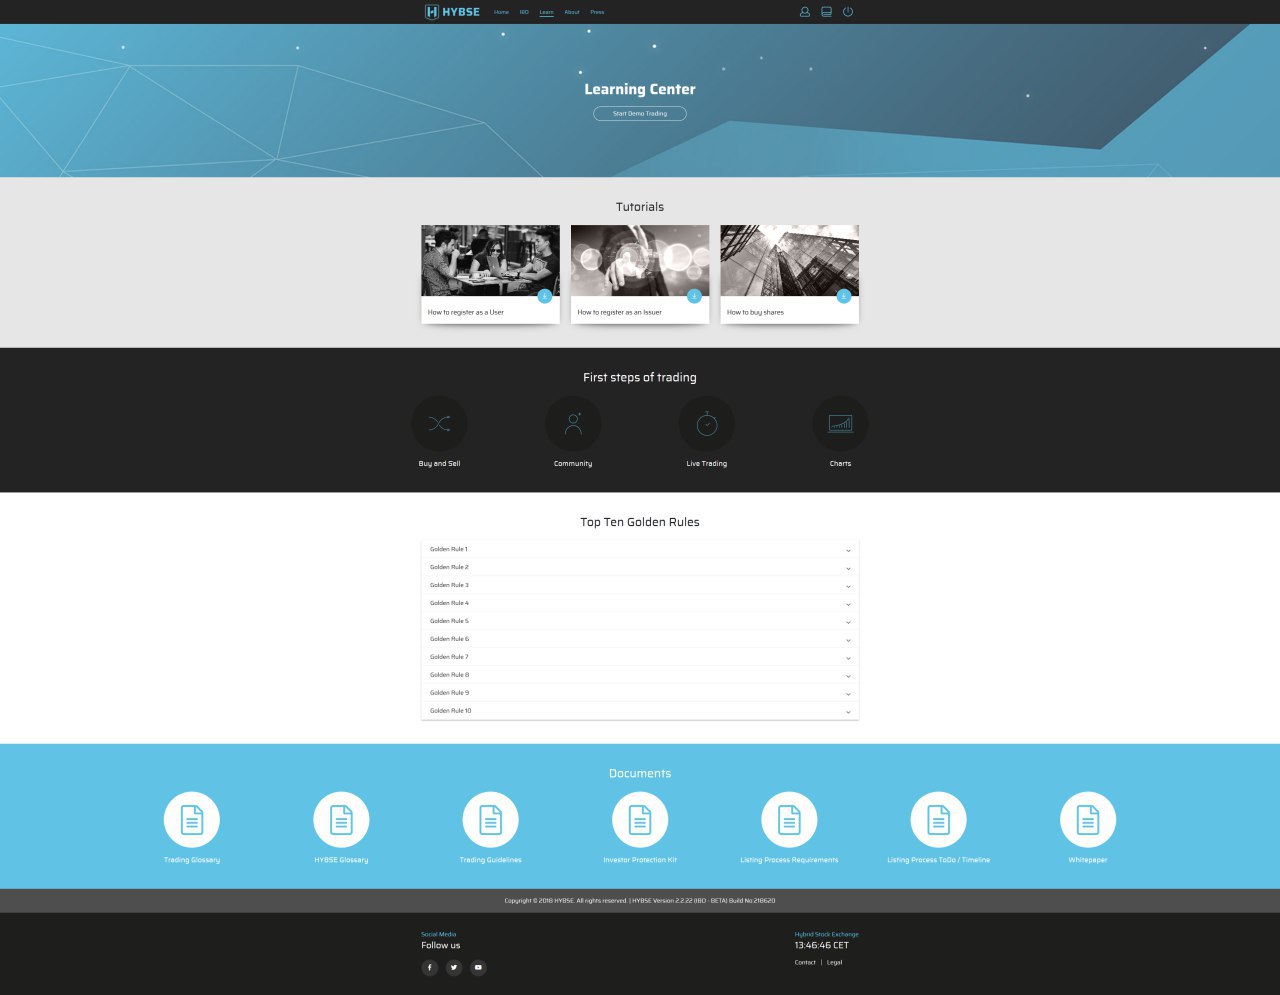 HYBSE
Home IBO Learn About Press
Learning Center
Start Demo Trading
Tutorials
How to register as a User
How to register as an Issuer
How to buy shares
First steps of trading
Buy and Sell
Community
Live Trading
Charts
Top Ten Golden Rules
Golden Rule 1
Golden Rule 2
Golden Rule 3
Golden Rule 4
Golden Rule 5
Golden Rule 6
Golden Rule 7
Golden Rule 8
Golden Rule 9
Golden Rule 10
Documents
Trading Glossary
HYBSE Glossary
Trading Guidelines
Investor Protection Kit
Listing Process Requirements
Listing Process ToDo / Timeline
Whitepaper
Copyright © 2018 HYBSE. All rights reserved. | HYBSE Version 2.2.22 (IBO - BETA) Build No.218620
Social Media
Follow us
Hybrid Stock Exchange
13:46:46 CET
Contact | Legal